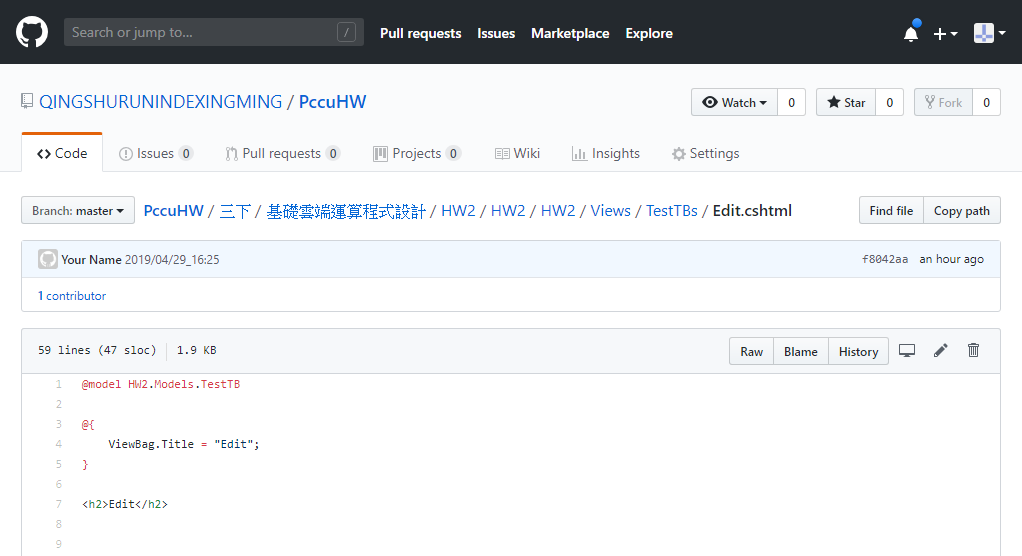 Search or jump to... / Pull requests Issues Marketplace Explore
QINGSHURUNINDEXINGMING / PccuHW Watch 0 Star 0 Fork 0
Code Issues 0 Pull requests 0 Projects 0 Wiki Insights Settings
Branch: master PccuHW / 三下 / 基礎雲端運算程式設計 / HW2 / HW2 / HW2 / Views / TestTBs / Edit.cshtml Find file Copy path
Your Name 2019/04/29_16:25 f8042aa an hour ago
1 contributor
59 lines (47 sloc) 1.9 KB Raw Blame History
1 @model HW2.Models.TestTB
2
3 @{
4 ViewBag.Title = "Edit";
5 }
6
7 <h2>Edit</h2>
8
9